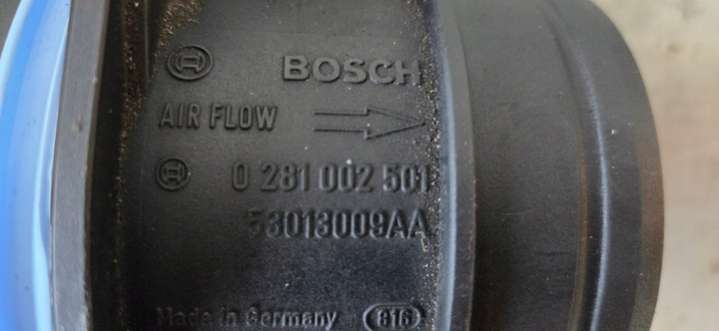 BOSCH
AIR FLOW
0 281 002 501
53013009AA
Made in Germany 816